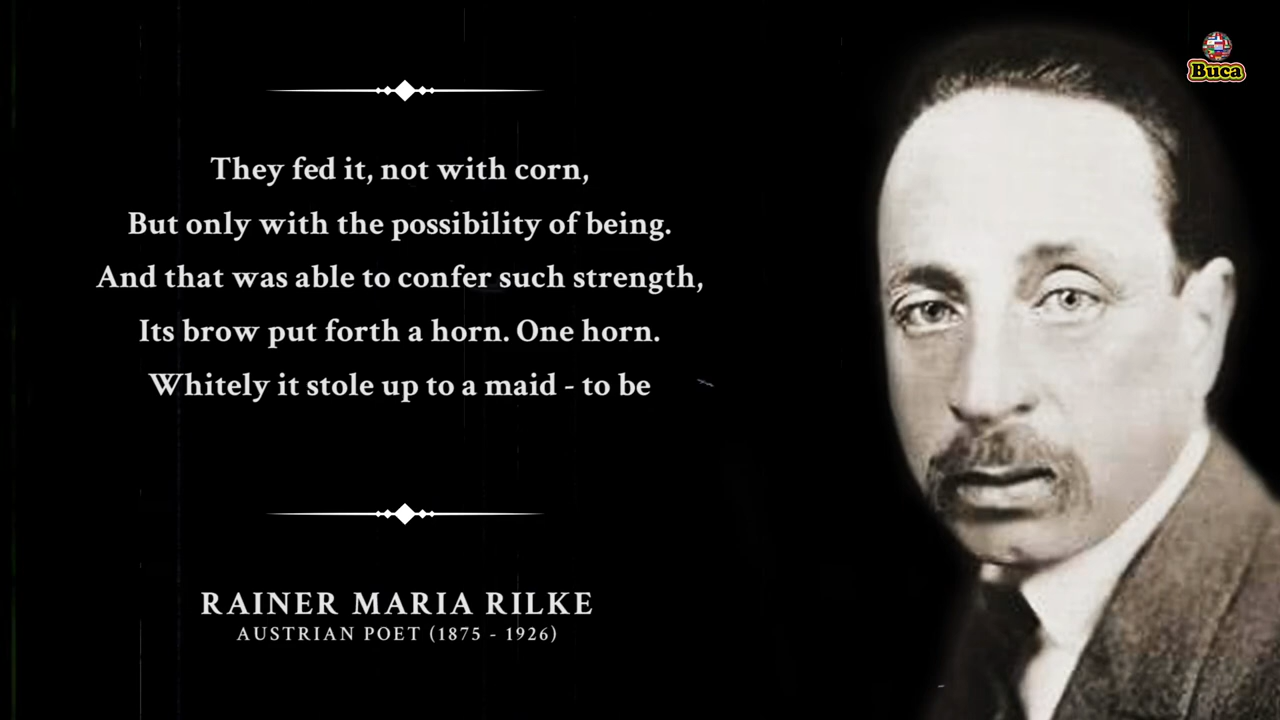 Buca
They fed it, not with corn,
But only with the possibility of being.
And that was able to confer such strength,
Its brow put forth a horn. One horn.
Whitely it stole up to a maid - to be
RAINER MARIA RILKE
AUSTRIAN POET (1875 - 1926)